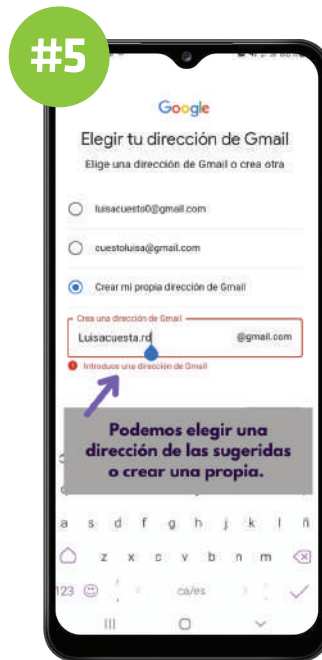 #5
Google
Elegir tu dirección de Gmail
Elige una dirección de Gmail o crea otra
luisacuesto0@gmail.com
cuestoluisa@gmail.com
Crear mi propia dirección de Gmail
Crea una dirección de Gmail
Luisacuesta.rd @gmail.com
Introduce una dirección de Gmail
Podemos elegir una
dirección de las sugeridas
o crear una propia.
a s d f g h j k l ñ
z x c v b n m
123 ca/es